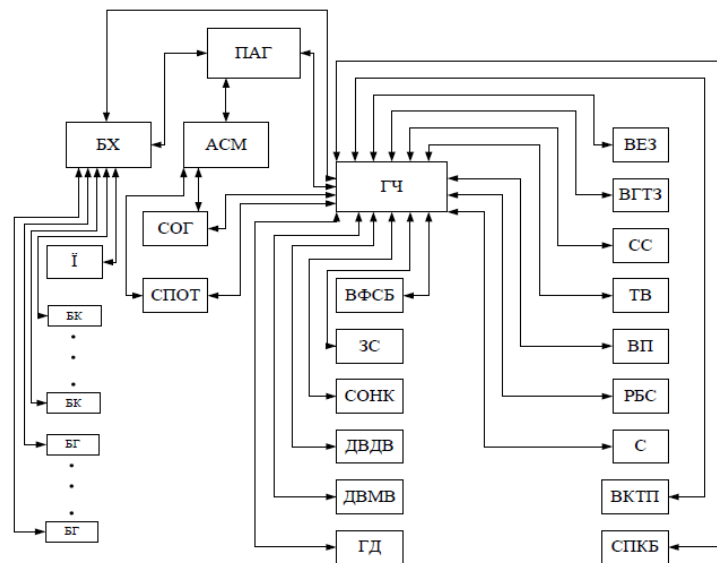 ПАГ
БХ
АСМ
ГЧ
ВЕЗ
ВГТЗ
СОГ
СС
Ї
СПОТ
ВФСБ
ТВ
БК
ЗС
ВП
БК
СОНК
РБС
БГ
ДВДВ
С
ДВМВ
ВКТП
БГ
ГД
СПКБ